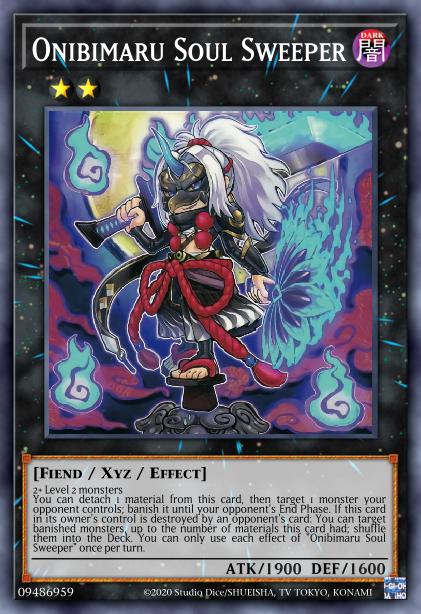 ONIBIMARU SOUL SWEEPER
DARK
闇
[FIEND / XYZ / EFFECT]
2+ Level 2 monsters
You can detach 1 material from this card, then target 1 monster your
opponent controls; banish it until your opponent's End Phase. If this card
in its owner's control is destroyed by an opponent's card: You can target
banished monsters, up to the number of materials this card had; shuffle
them into the Deck. You can only use each effect of "Onibimaru Soul
Sweeper" once per turn.
ATK/1900 DEF/1600
09486959
©2020 Studio Dice/SHUEISHA, TV TOKYO, KONAMI